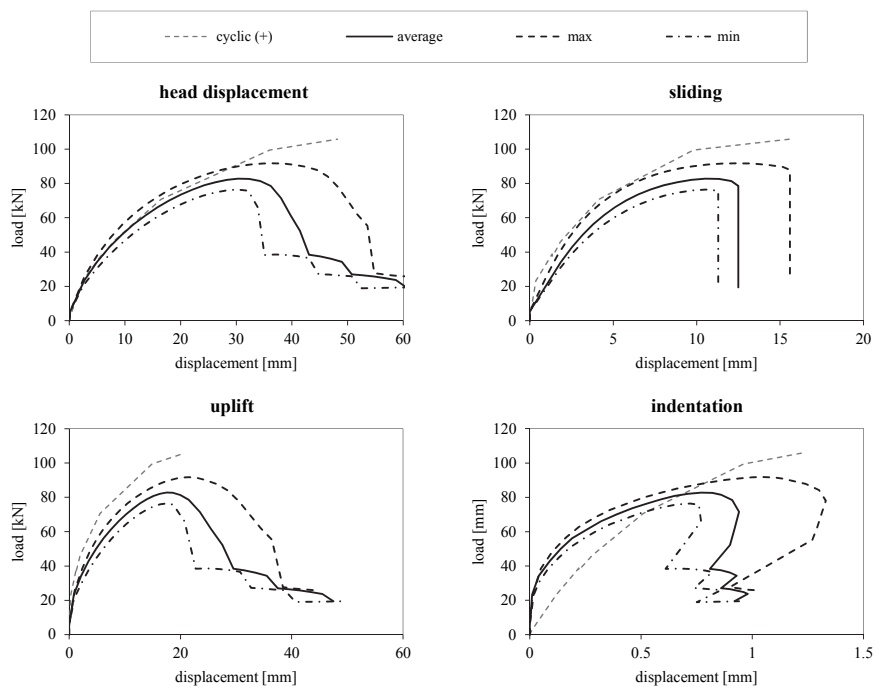 cyclic (+) average max min
head displacement
120
100
80
60
40
20
0
load [kN]
0 10 20 30 40 50 60
displacement [mm]
sliding
120
100
80
60
40
20
0
load [kN]
0 5 10 15 20
displacement [mm]
uplift
120
100
80
60
40
20
0
load [kN]
0 20 40 60
displacement [mm]
indentation
120
100
80
60
40
20
0
load [mm]
0 0.5 1 1.5
displacement [mm]